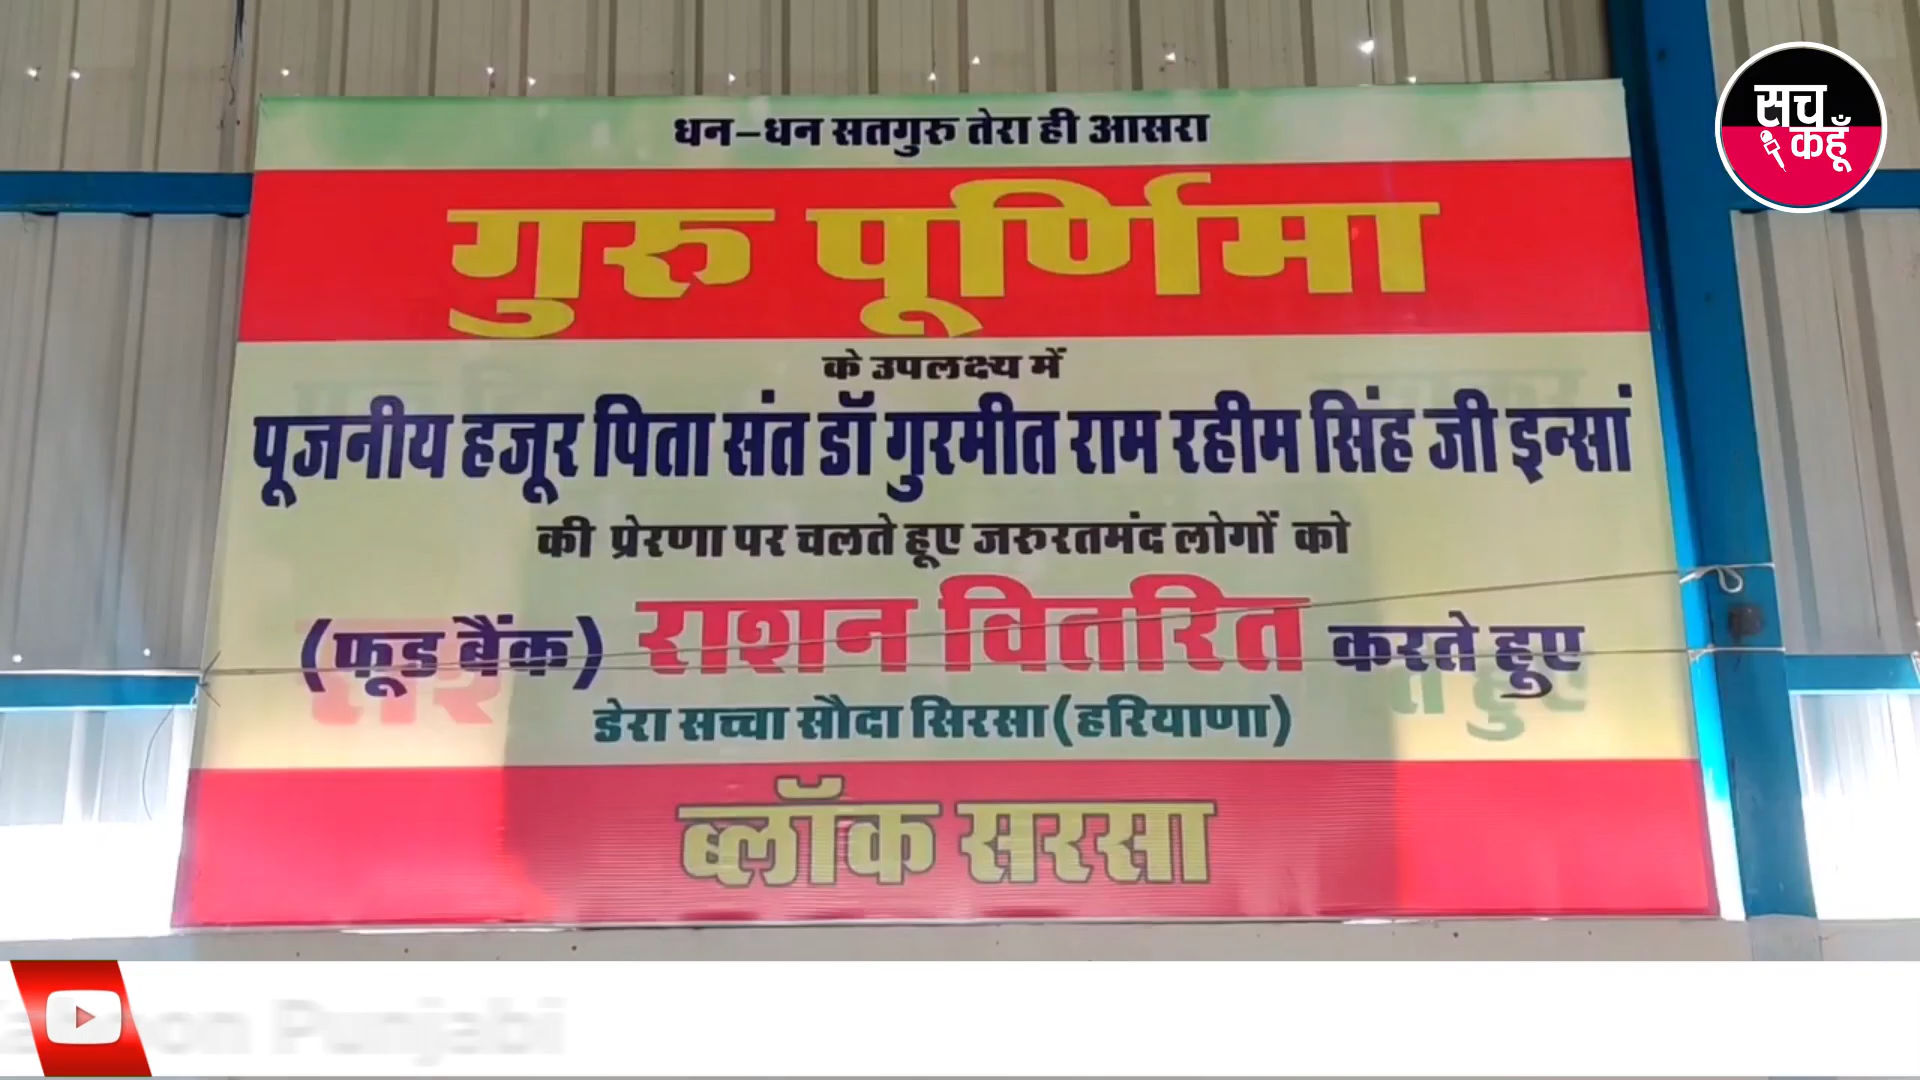 धन-धन सतगुरु तेरा ही आसरा
सच
कहूँ
गुरु पूर्णिमा
के उपलक्ष्य में
पूजनीय हजूर पिता संत डॉ गुरमीत राम रहीम सिंह जी इन्सां
की प्रेरणा पर चलते हूए जरूरतमंद लोगों को
(फूड बैंक) राशन वितरित करते हूए
डेरा सच्चा सौदा सिरसा (हरियाणा)
ब्लॉक सरसा
Punjabi